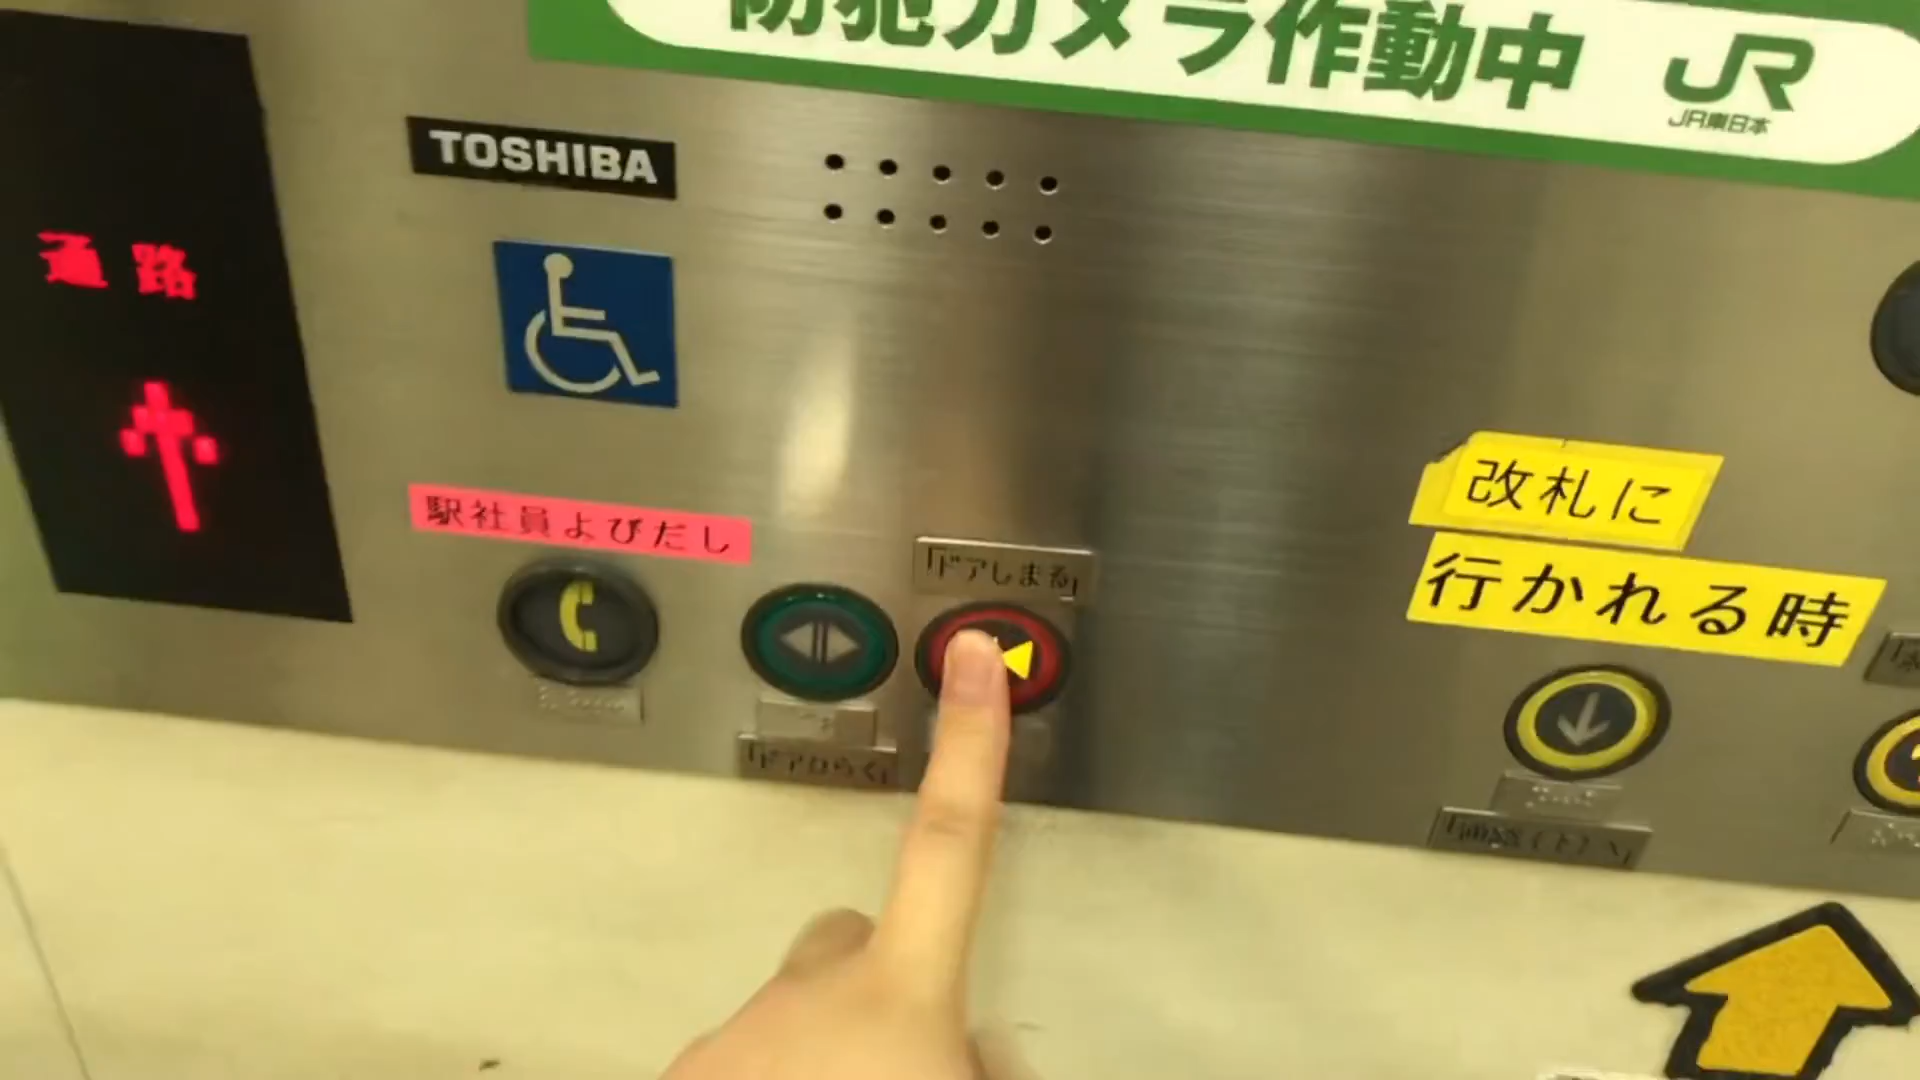 防犯カメラ作動中
JR
JR東日本
TOSHIBA
通路
駅社員よびだし
「ドアしまる」
改札に
行かれる時
「ドアひらく」